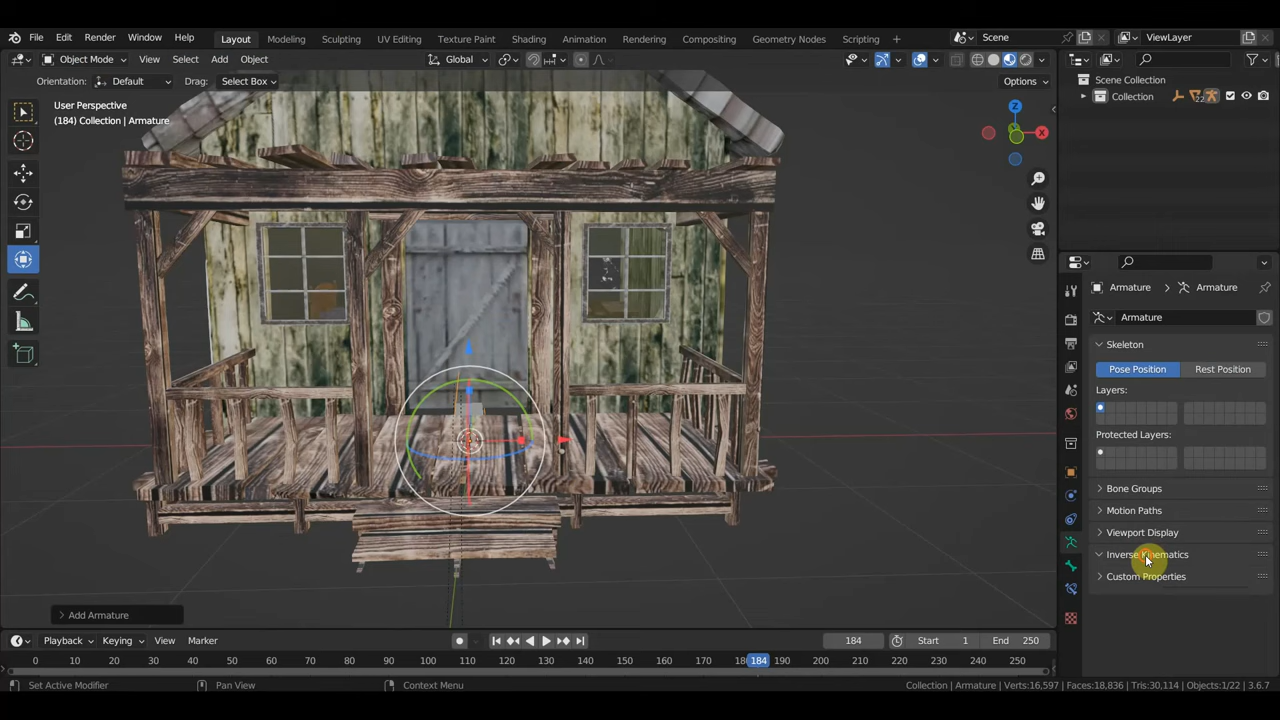 File Edit Render Window Help Layout Modeling Sculpting UV Editing Texture Paint Shading Animation Rendering Compositing Geometry Nodes Scripting + Scene ViewLayer
Object Mode View Select Add Object Global
Orientation: Default Drag: Select Box Options
User Perspective
(184) Collection | Armature
Z
X
Scene Collection
Collection 22
Armature > Armature
Armature
Skeleton
Pose Position Rest Position
Layers:
Protected Layers:
Bone Groups
Motion Paths
Viewport Display
Inverse Kinematics
Custom Properties
> Add Armature
Playback Keying View Marker 184 Start 1 End 250
0 10 20 30 40 50 60 70 80 90 100 110 120 130 140 150 160 170 184 190 200 210 220 230 240 250
Set Active Modifier Pan View Context Menu Collection | Armature | Verts:16,597 | Faces:18,836 | Tris:30,114 | Objects:1/22 | 3.6.7